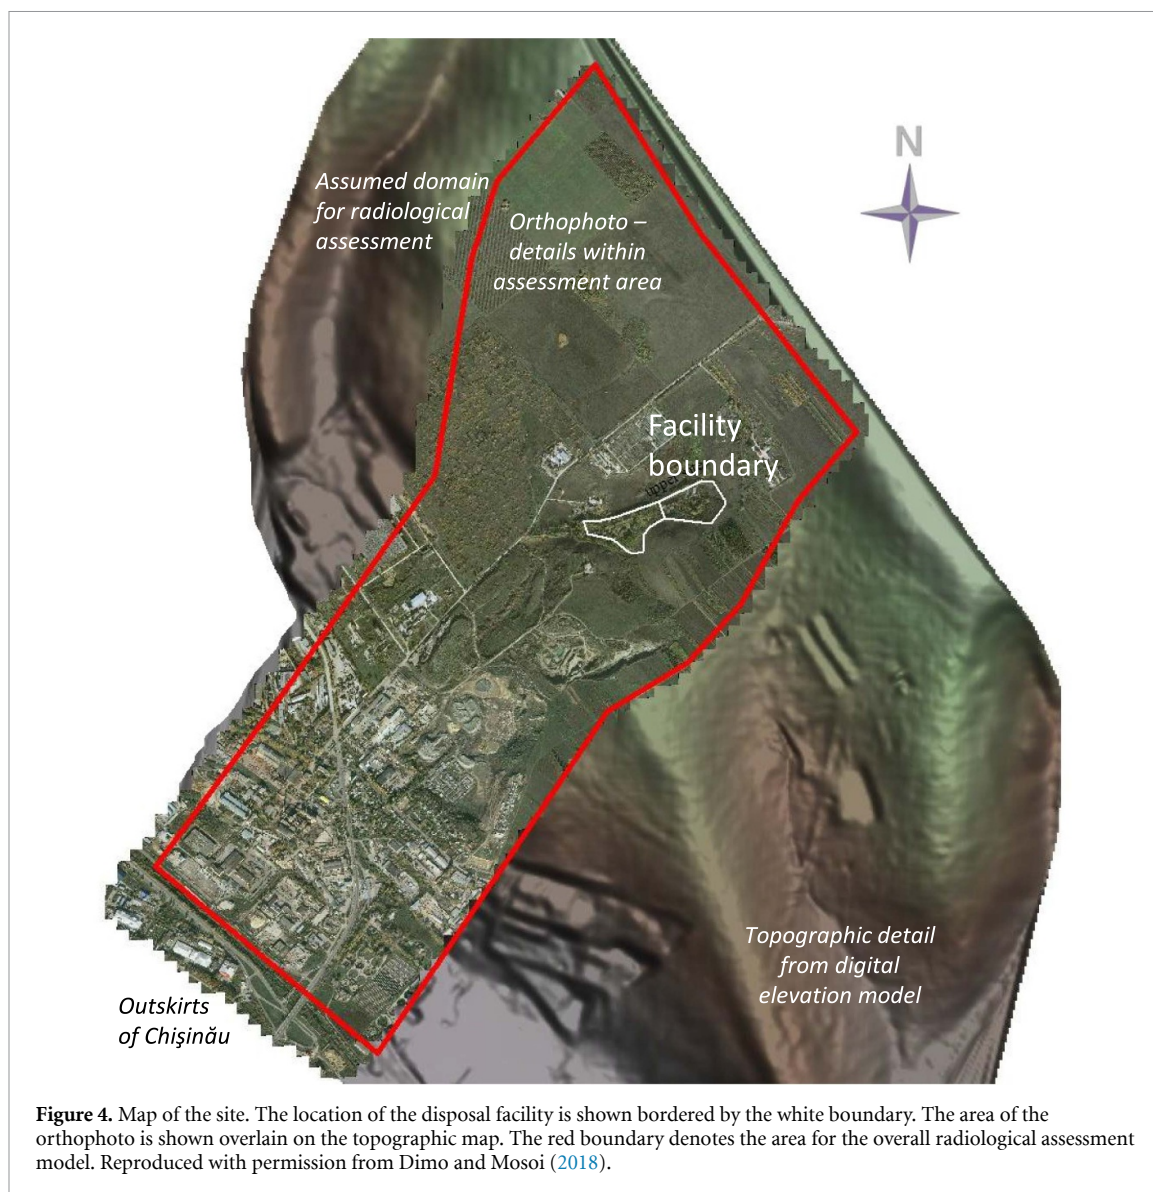 N
Assumed domain
for radiological
assessment
Orthophoto –
details within
assessment area
Facility
boundary
upper
Topographic detail
from digital
elevation model
Outskirts
of Chişinău
Figure 4. Map of the site. The location of the disposal facility is shown bordered by the white boundary. The area of the
orthophoto is shown overlain on the topographic map. The red boundary denotes the area for the overall radiological assessment
model. Reproduced with permission from Dimo and Mosoi (2018).